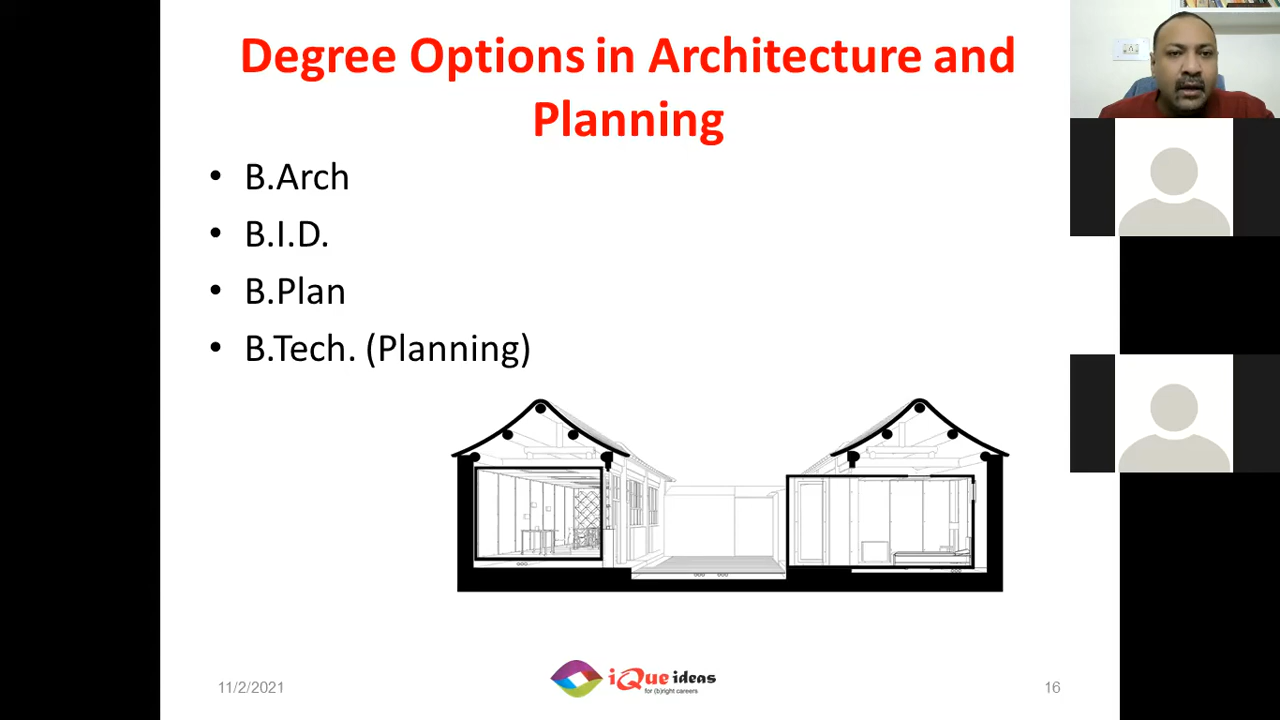 Degree Options in Architecture and
Planning
• B.Arch
• B.I.D.
• B.Plan
• B.Tech. (Planning)
11/2/2021
iQue ideas
for (b)right careers
16